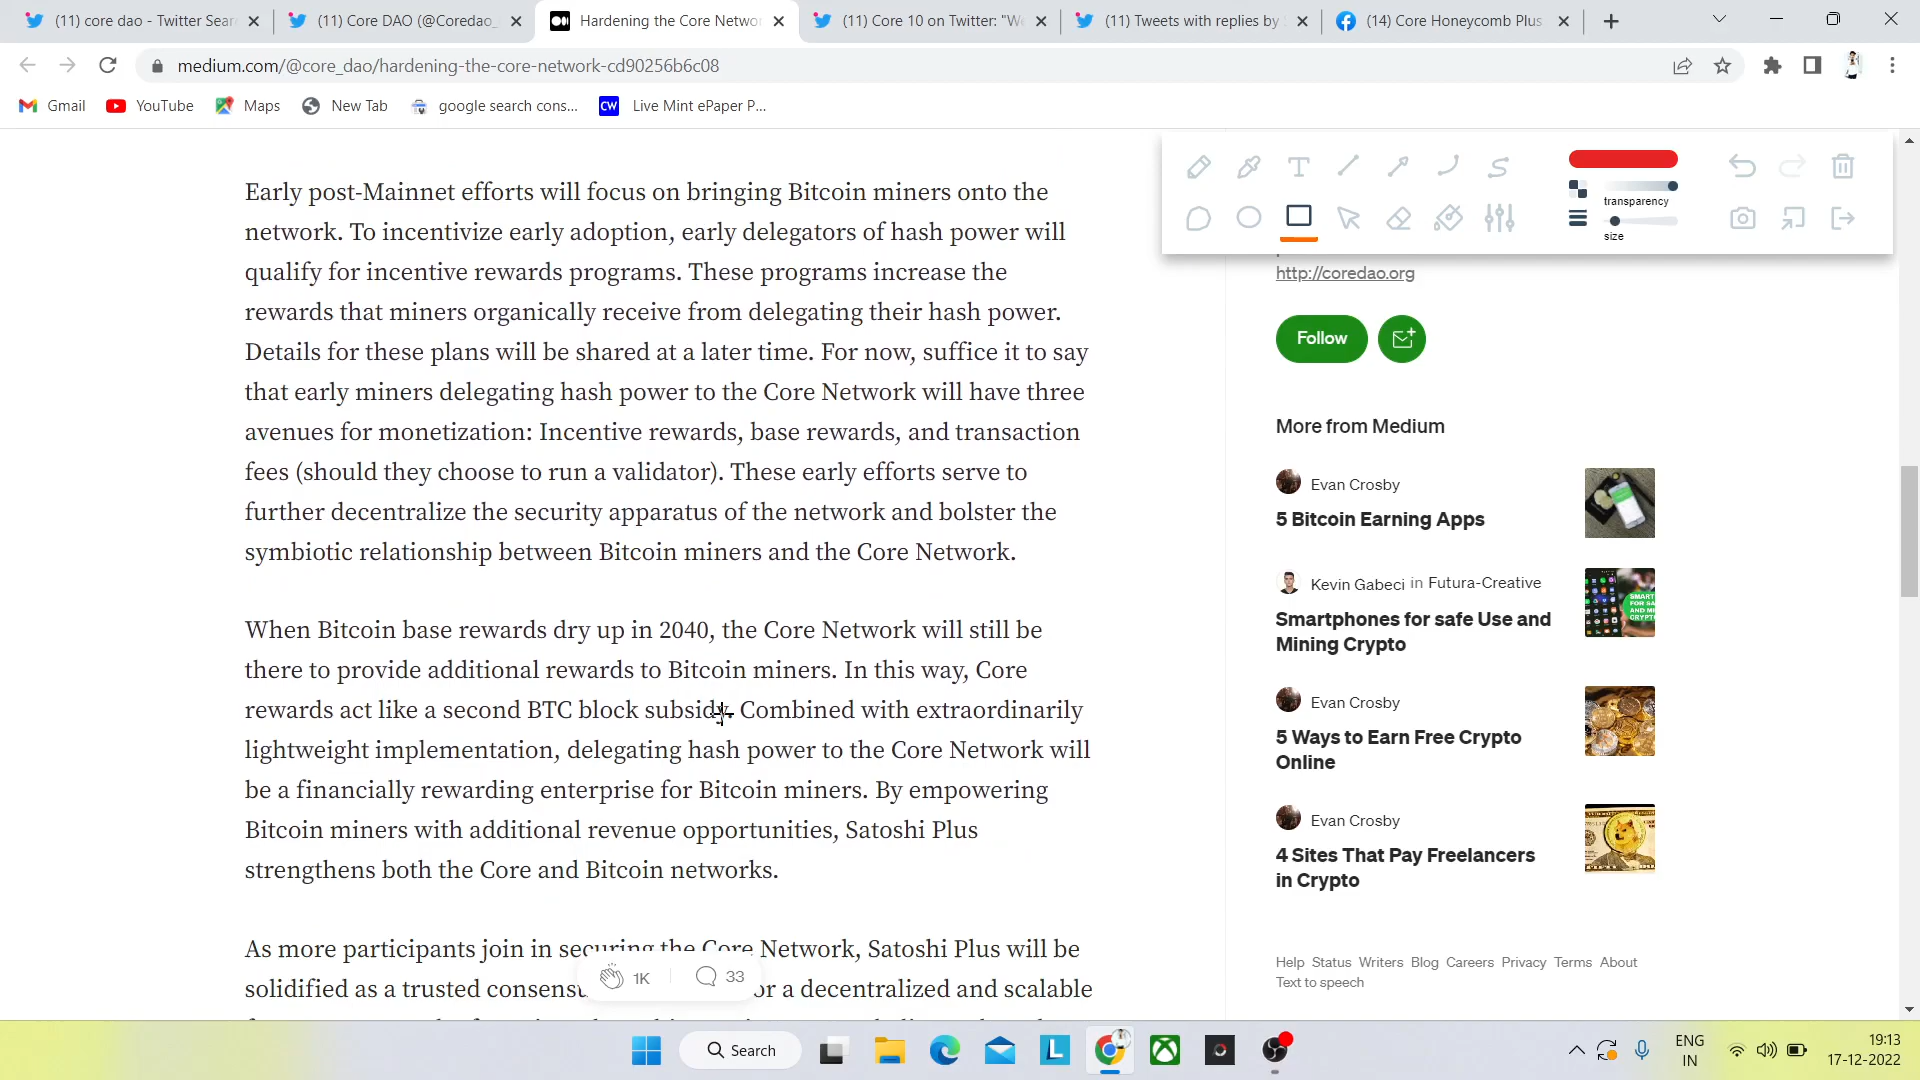 (11) core dao - Twitter Sear
(11) Core DAO (@Coredao_
Hardening the Core Networ
(11) Core 10 on Twitter: "We
(11) Tweets with replies by
(14) Core Honeycomb Plus
medium.com/@core_dao/hardening-the-core-network-cd90256b6c08
Gmail
YouTube
Maps
New Tab
google search cons...
CW
Live Mint ePaper P...
Early post-Mainnet efforts will focus on bringing Bitcoin miners onto the
network. To incentivize early adoption, early delegators of hash power will
qualify for incentive rewards programs. These programs increase the
rewards that miners organically receive from delegating their hash power.
Details for these plans will be shared at a later time. For now, suffice it to say
that early miners delegating hash power to the Core Network will have three
avenues for monetization: Incentive rewards, base rewards, and transaction
fees (should they choose to run a validator). These early efforts serve to
further decentralize the security apparatus of the network and bolster the
symbiotic relationship between Bitcoin miners and the Core Network.
When Bitcoin base rewards dry up in 2040, the Core Network will still be
there to provide additional rewards to Bitcoin miners. In this way, Core
rewards act like a second BTC block subsidy. Combined with extraordinarily
lightweight implementation, delegating hash power to the Core Network will
be a financially rewarding enterprise for Bitcoin miners. By empowering
Bitcoin miners with additional revenue opportunities, Satoshi Plus
strengthens both the Core and Bitcoin networks.
As more participants join in securing the Core Network, Satoshi Plus will be
solidified as a trusted consensu or a decentralized and scalable
1K
33
transparency
size
http://coredao.org
Follow
More from Medium
Evan Crosby
5 Bitcoin Earning Apps
Kevin Gabeci in Futura-Creative
Smartphones for safe Use and
Mining Crypto
Evan Crosby
5 Ways to Earn Free Crypto
Online
Evan Crosby
4 Sites That Pay Freelancers
in Crypto
Help Status Writers Blog Careers Privacy Terms About
Text to speech
Search
ENG
IN
19:13
17-12-2022